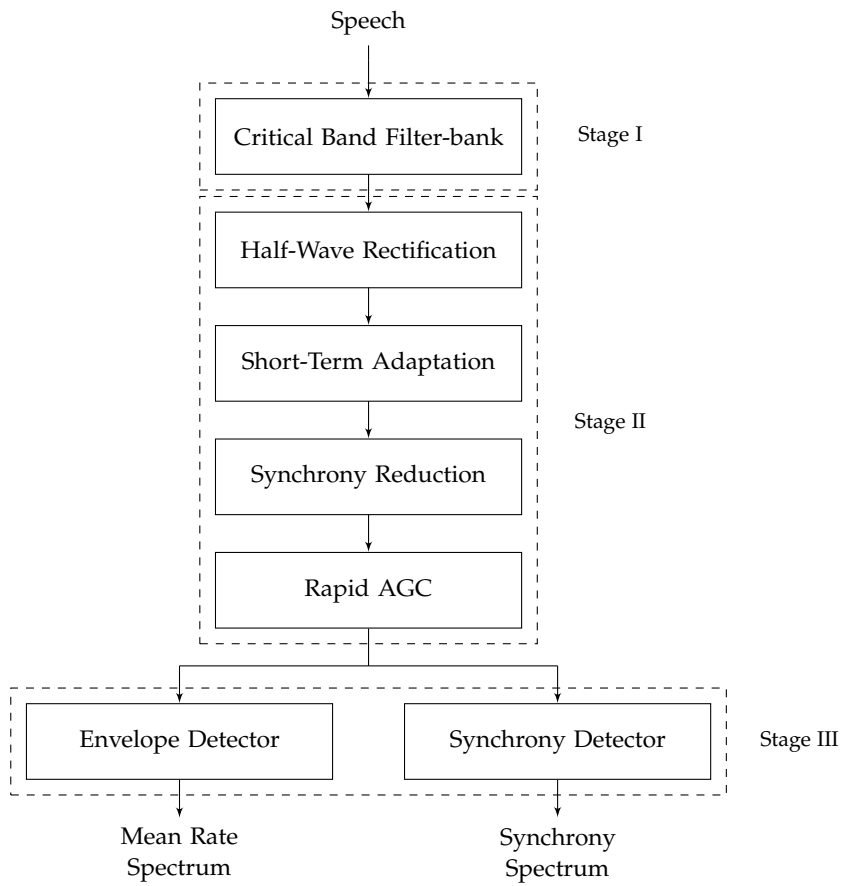 Speech
Critical Band Filter-bank
Stage I
Half-Wave Rectification
Short-Term Adaptation
Stage II
Synchrony Reduction
Rapid AGC
Envelope Detector
Synchrony Detector
Stage III
Mean Rate
Spectrum
Synchrony
Spectrum